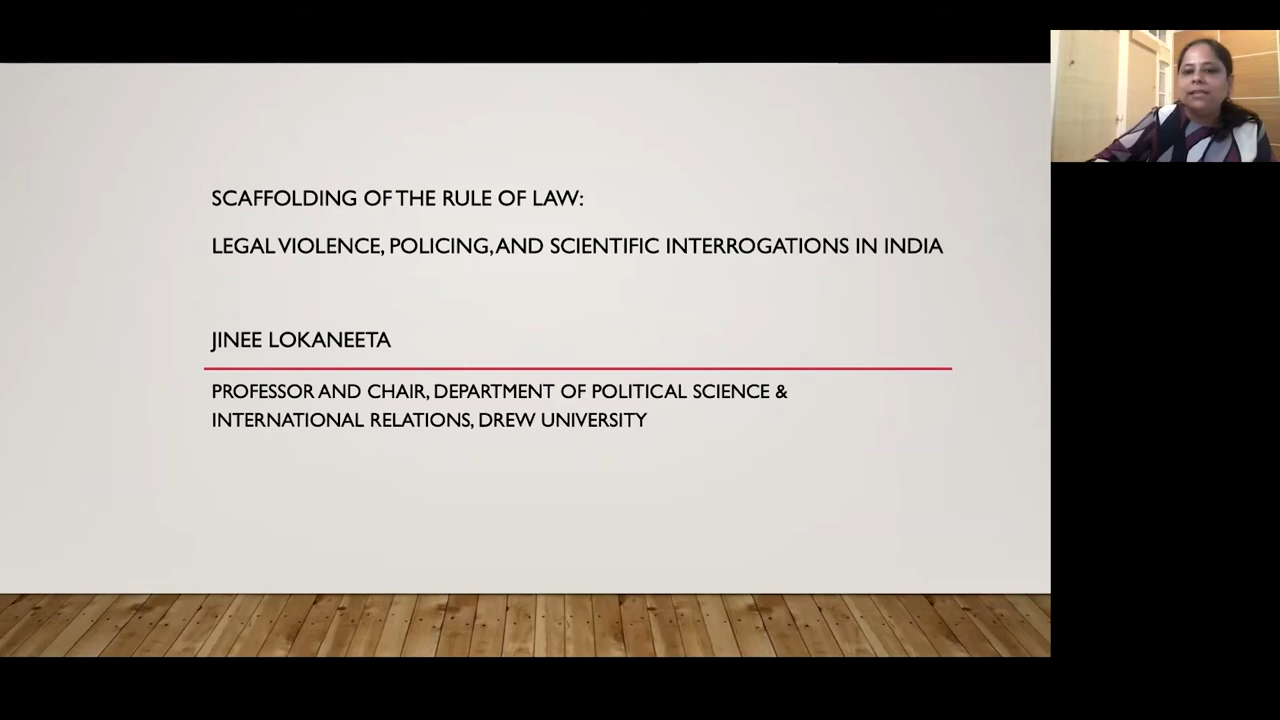 SCAFFOLDING OF THE RULE OF LAW:
LEGAL VIOLENCE, POLICING, AND SCIENTIFIC INTERROGATIONS IN INDIA
JINEE LOKANEETA
PROFESSOR AND CHAIR, DEPARTMENT OF POLITICAL SCIENCE &
INTERNATIONAL RELATIONS, DREW UNIVERSITY